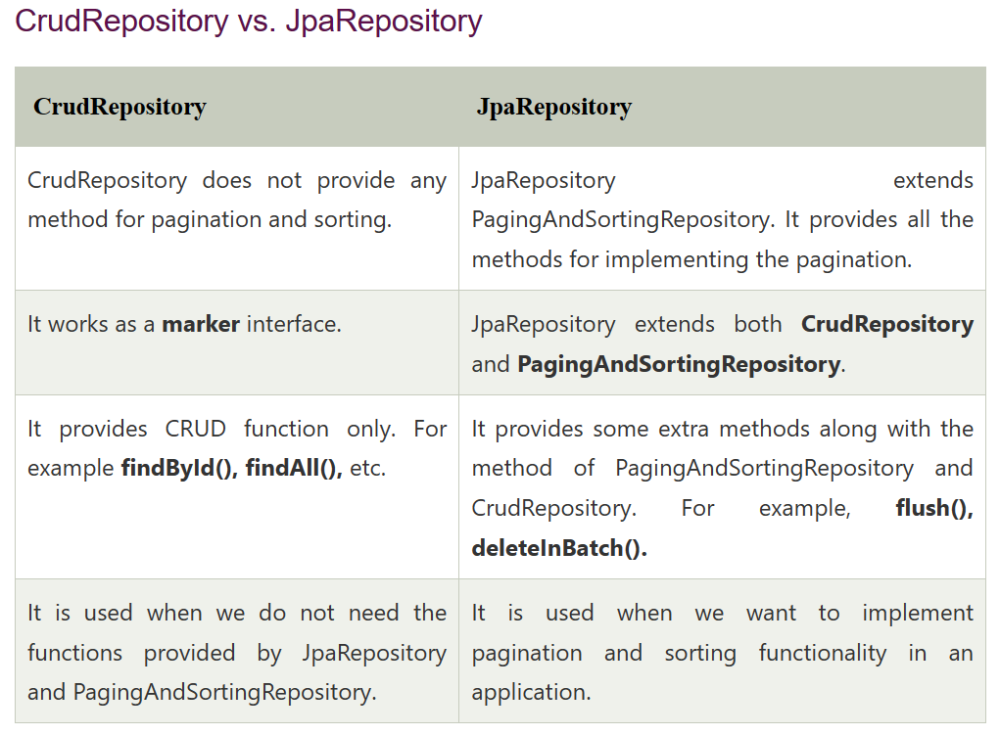 CrudRepository vs. JpaRepository
CrudRepository
JpaRepository
CrudRepository does not provide any
method for pagination and sorting.
JpaRepository extends
PagingAndSortingRepository. It provides all the
methods for implementing the pagination.
It works as a marker interface.
JpaRepository extends both CrudRepository
and PagingAndSortingRepository.
It provides CRUD function only. For
example findById(), findAll(), etc.
It provides some extra methods along with the
method of PagingAndSortingRepository and
CrudRepository. For example, flush(),
deleteInBatch().
It is used when we do not need the
functions provided by JpaRepository
and PagingAndSortingRepository.
It is used when we want to implement
pagination and sorting functionality in an
application.